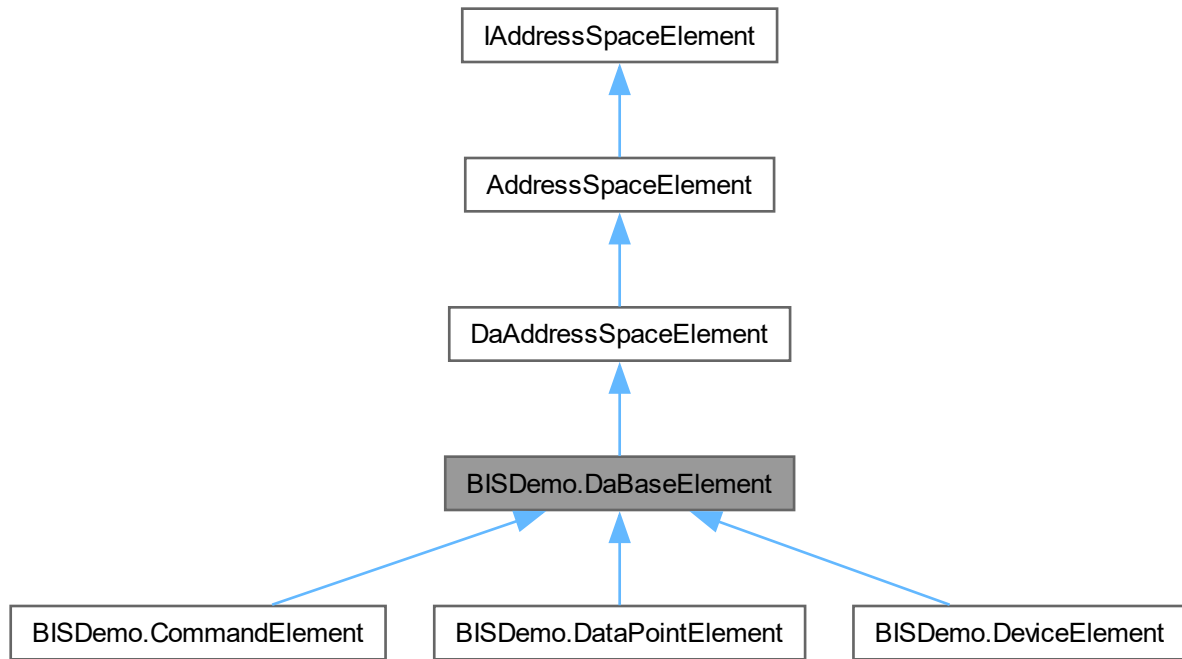 IAddressSpaceElement
AddressSpaceElement
DaAddressSpaceElement
BISDemo.DaBaseElement
BISDemo.CommandElement
BISDemo.DataPointElement
BISDemo.DeviceElement